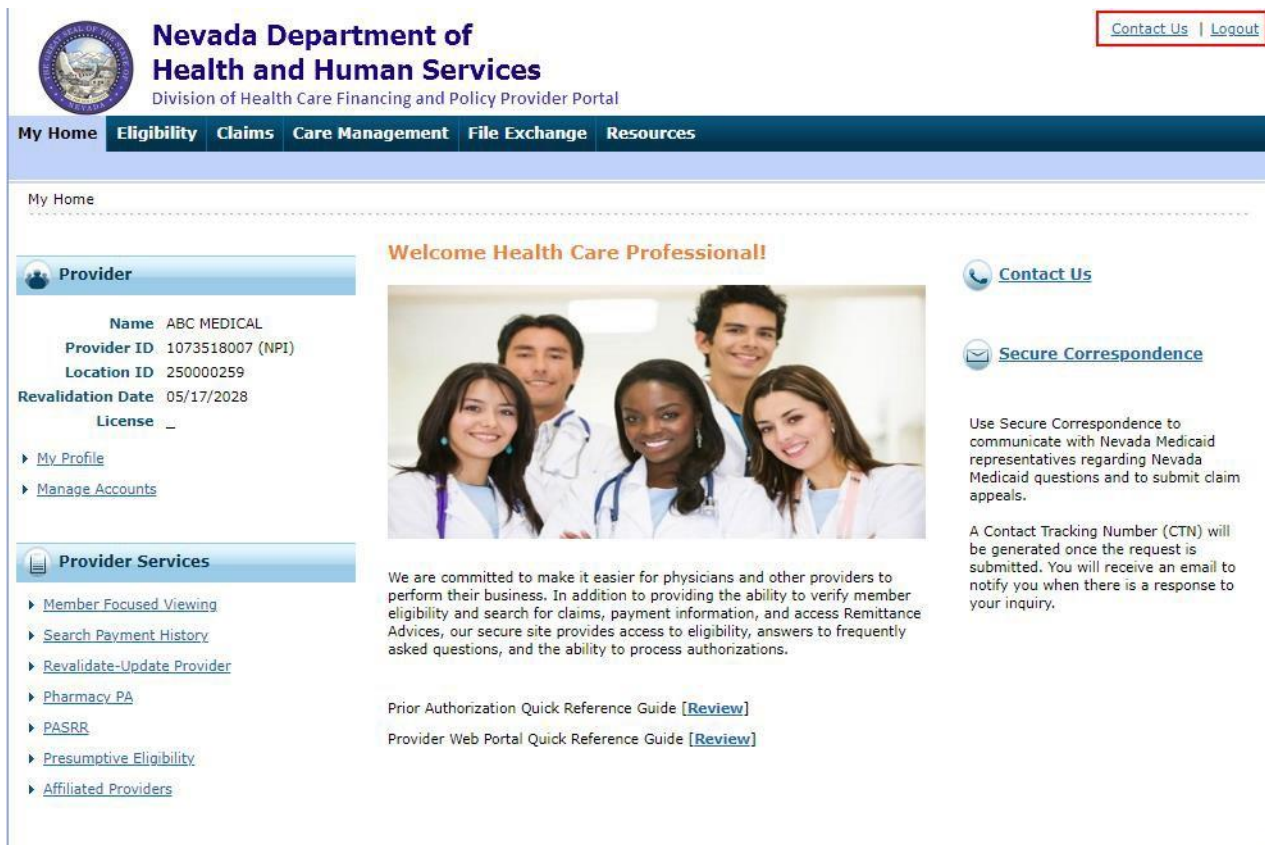 Contact Us | Logout
Nevada Department of
Health and Human Services
Division of Health Care Financing and Policy Provider Portal
My Home Eligibility Claims Care Management File Exchange Resources
My Home
Provider
Name ABC MEDICAL
Provider ID 1073518007 (NPI)
Location ID 250000259
Revalidation Date 05/17/2028
License _
My Profile
Manage Accounts
Provider Services
Member Focused Viewing
Search Payment History
Revalidate-Update Provider
Pharmacy PA
PASRR
Presumptive Eligibility
Affiliated Providers
Welcome Health Care Professional!
We are committed to make it easier for physicians and other providers to
perform their business. In addition to providing the ability to verify member
eligibility and search for claims, payment information, and access Remittance
Advices, our secure site provides access to eligibility, answers to frequently
asked questions, and the ability to process authorizations.
Prior Authorization Quick Reference Guide [Review]
Provider Web Portal Quick Reference Guide [Review]
Contact Us
Secure Correspondence
Use Secure Correspondence to
communicate with Nevada Medicaid
representatives regarding Nevada
Medicaid questions and to submit claim
appeals.
A Contact Tracking Number (CTN) will
be generated once the request is
submitted. You will receive an email to
notify you when there is a response to
your inquiry.